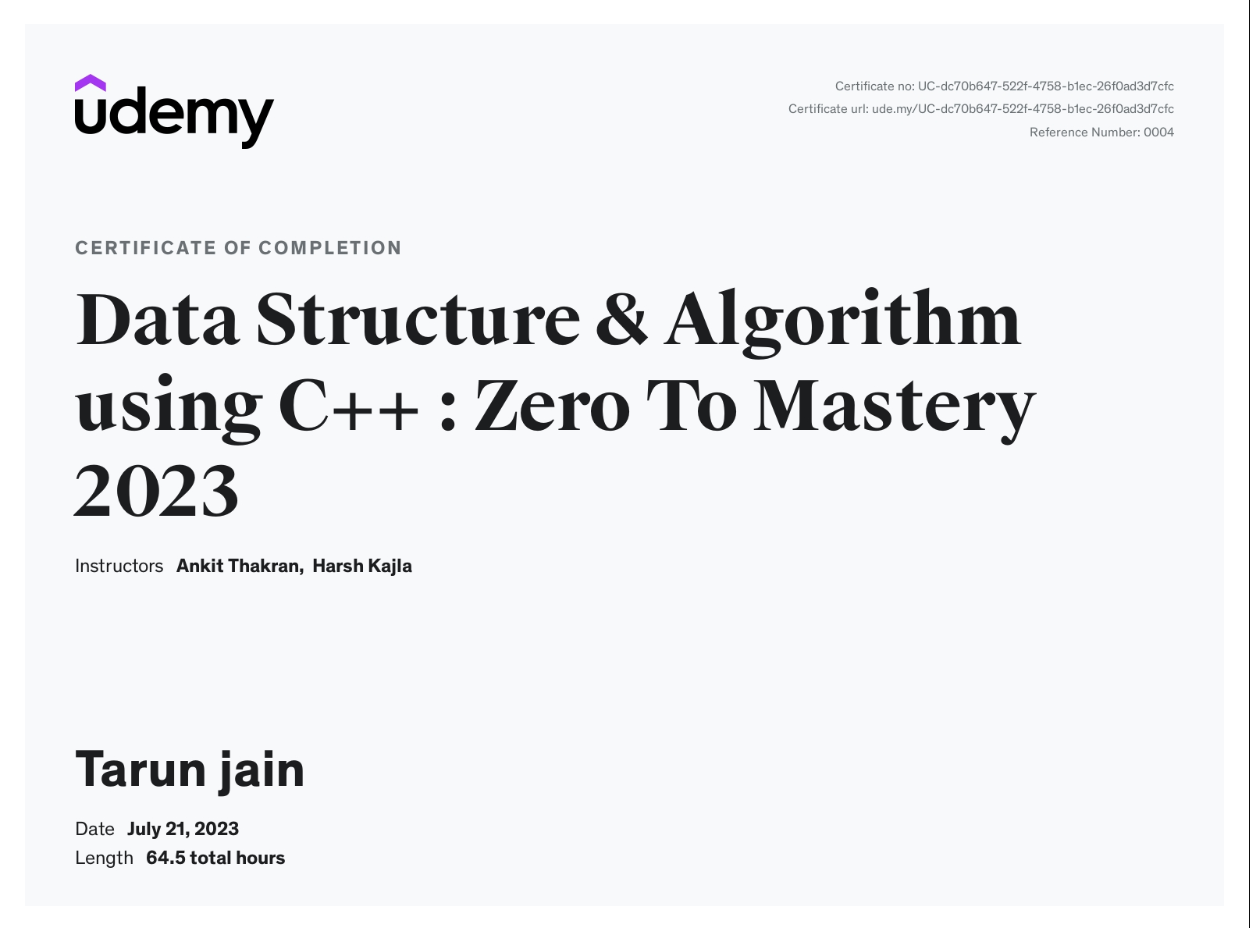 udemy
Certificate no: UC-dc70b647-522f-4758-b1ec-26f0ad3d7cfc
Certificate url: ude.my/UC-dc70b647-522f-4758-b1ec-26f0ad3d7cfc
Reference Number: 0004
CERTIFICATE OF COMPLETION
Data Structure & Algorithm
using C++ : Zero To Mastery
2023
Instructors Ankit Thakran, Harsh Kajla
Tarun jain
Date July 21, 2023
Length 64.5 total hours